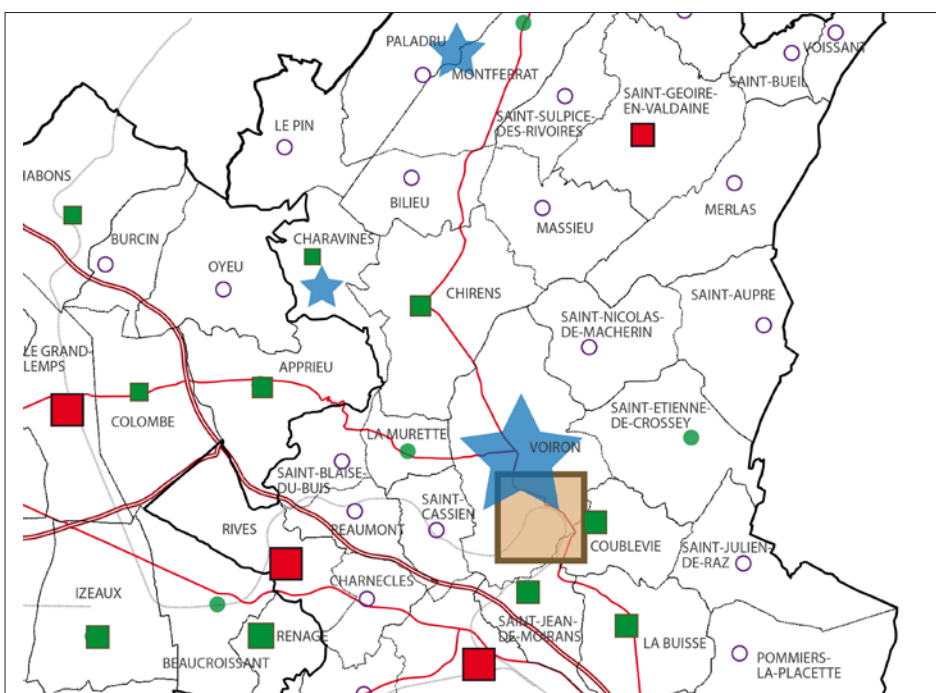 PALADRU
VOISSANT
MONTFERRAT
SAINT-BUEIL
SAINT-GEOIRE-
EN-VALDAINE
SAINT-SULPICE-
DES-RIVOIRES
LE PIN
IABONS
BILIEU
MERLAS
MASSIEU
BURCIN
CHARAVINES
OYEU
CHIRENS
SAINT-AUPRE
SAINT-NICOLAS-
DE-MACHERIN
LE GRAND-
LEMPS
APPRIEU
COLOMBE
SAINT-ETIENNE-
DE-CROSSEY
LA MURETTE
VOIRON
SAINT-BLAISE-
DU-BUIS
SAINT-
CASSIEN
RIVES
REAUMONT
COUBLEVIE
SAINT-JULIEN-
DE-RAZ
CHARNECLES
IZEAUX
SAINT-JEAN-
DE-MOIRANS
RENAGE
LA BUISSE
BEAUCROISSANT
POMMIERS-
LA-PLACETTE